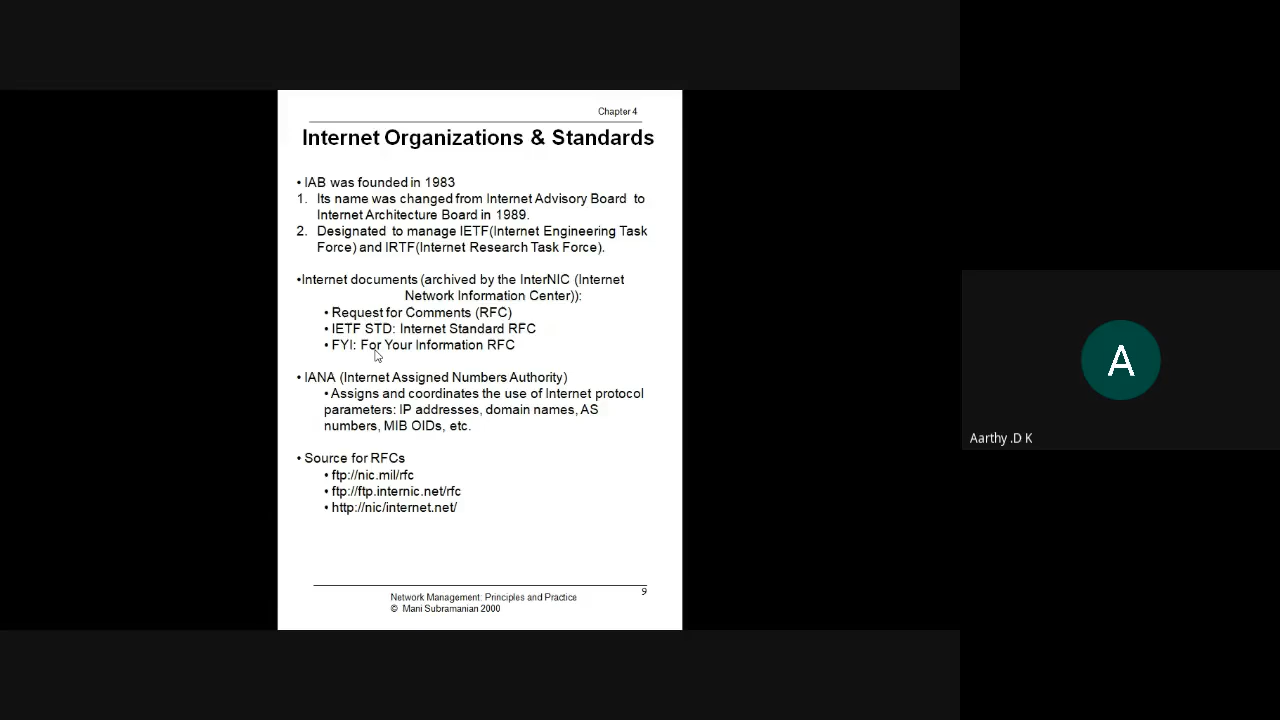 Chapter 4
Internet Organizations & Standards
• IAB was founded in 1983
1. Its name was changed from Internet Advisory Board to
Internet Architecture Board in 1989.
2. Designated to manage IETF(Internet Engineering Task
Force) and IRTF(Internet Research Task Force).
•Internet documents (archived by the InterNIC (Internet
Network Information Center)):
• Request for Comments (RFC)
• IETF STD: Internet Standard RFC
• FYI: For Your Information RFC
• IANA (Internet Assigned Numbers Authority)
• Assigns and coordinates the use of Internet protocol
parameters: IP addresses, domain names, AS
numbers, MIB OIDs, etc.
• Source for RFCs
• ftp://nic.mil/rfc
• ftp://ftp.internic.net/rfc
• http://nic/internet.net/
9
Network Management: Principles and Practice
© Mani Subramanian 2000
A
Aarthy .D K